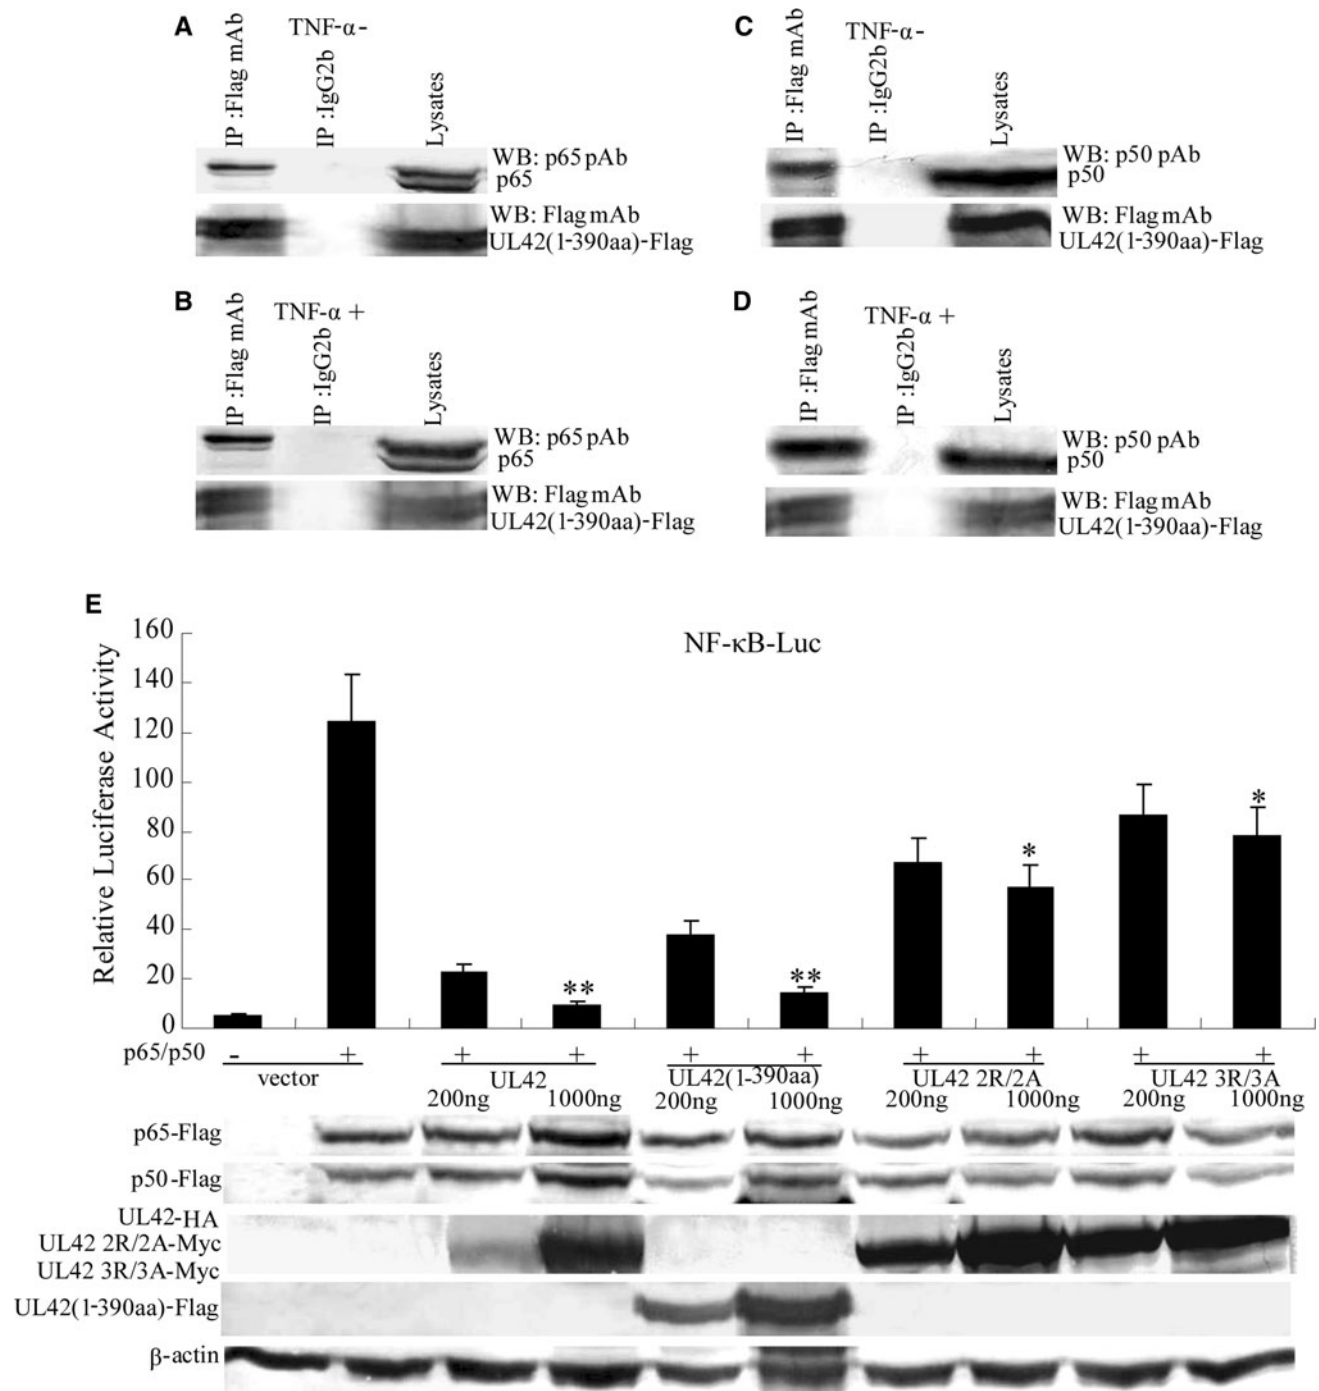 A
TNF-α-
IP :Flag mAb
IP :IgG2b
Lysates
WB: p65 pAb
p65
WB: Flag mAb
UL42(1-390aa)-Flag
C
TNF-α-
IP :Flag mAb
IP :IgG2b
Lysates
WB: p50 pAb
p50
WB: Flag mAb
UL42(1-390aa)-Flag
B
TNF-α +
IP :Flag mAb
IP :IgG2b
Lysates
WB: p65 pAb
p65
WB: Flag mAb
UL42(1-390aa)-Flag
D
TNF-α +
IP :Flag mAb
IP :IgG2b
Lysates
WB: p50 pAb
p50
WB: Flag mAb
UL42(1-390aa)-Flag
E
NF-κB-Luc
Relative Luciferase Activity
160
140
120
100
80
60
40
20
0
** ** * *
p65/p50 - + + + + + + + + +
vector UL42 UL42(1-390aa) UL42 2R/2A UL42 3R/3A
200ng 1000ng 200ng 1000ng 200ng 1000ng 200ng 1000ng
p65-Flag
p50-Flag
UL42-HA
UL42 2R/2A-Myc
UL42 3R/3A-Myc
UL42(1-390aa)-Flag
β-actin